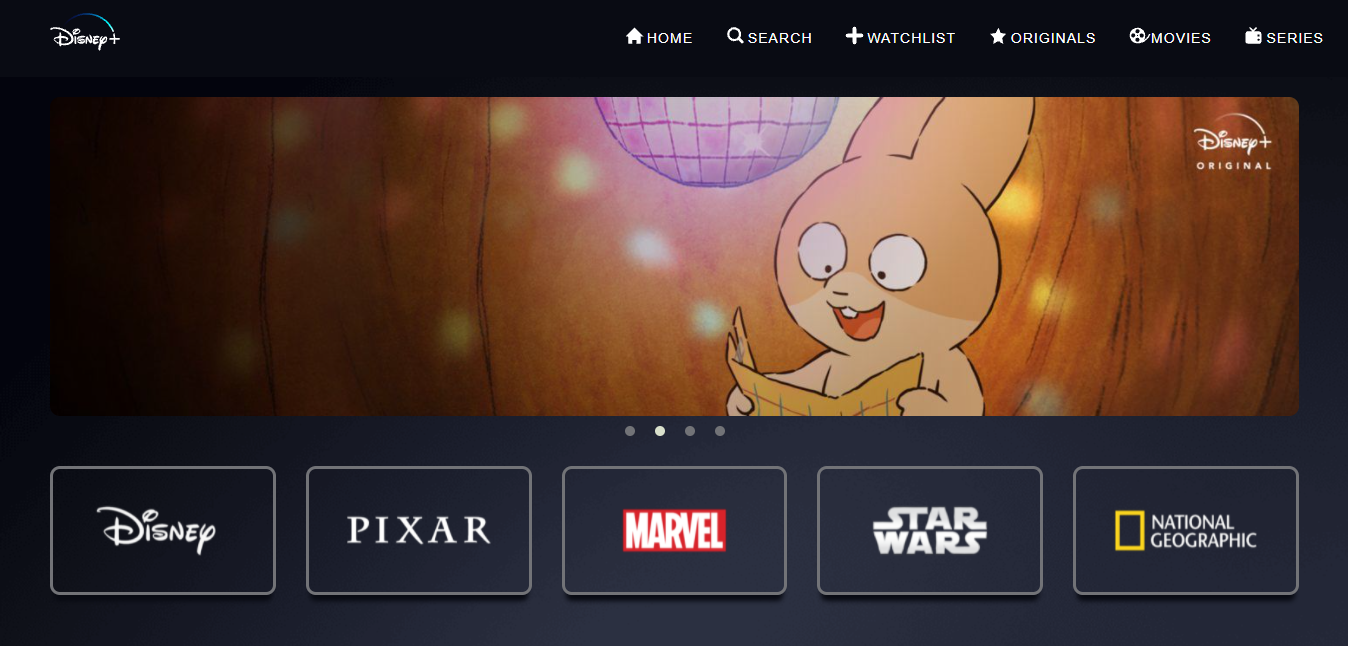 Disney+
HOME
SEARCH
WATCHLIST
ORIGINALS
MOVIES
SERIES
Disney+
ORIGINAL
Disney
PIXAR
MARVEL
STAR
WARS
NATIONAL
GEOGRAPHIC